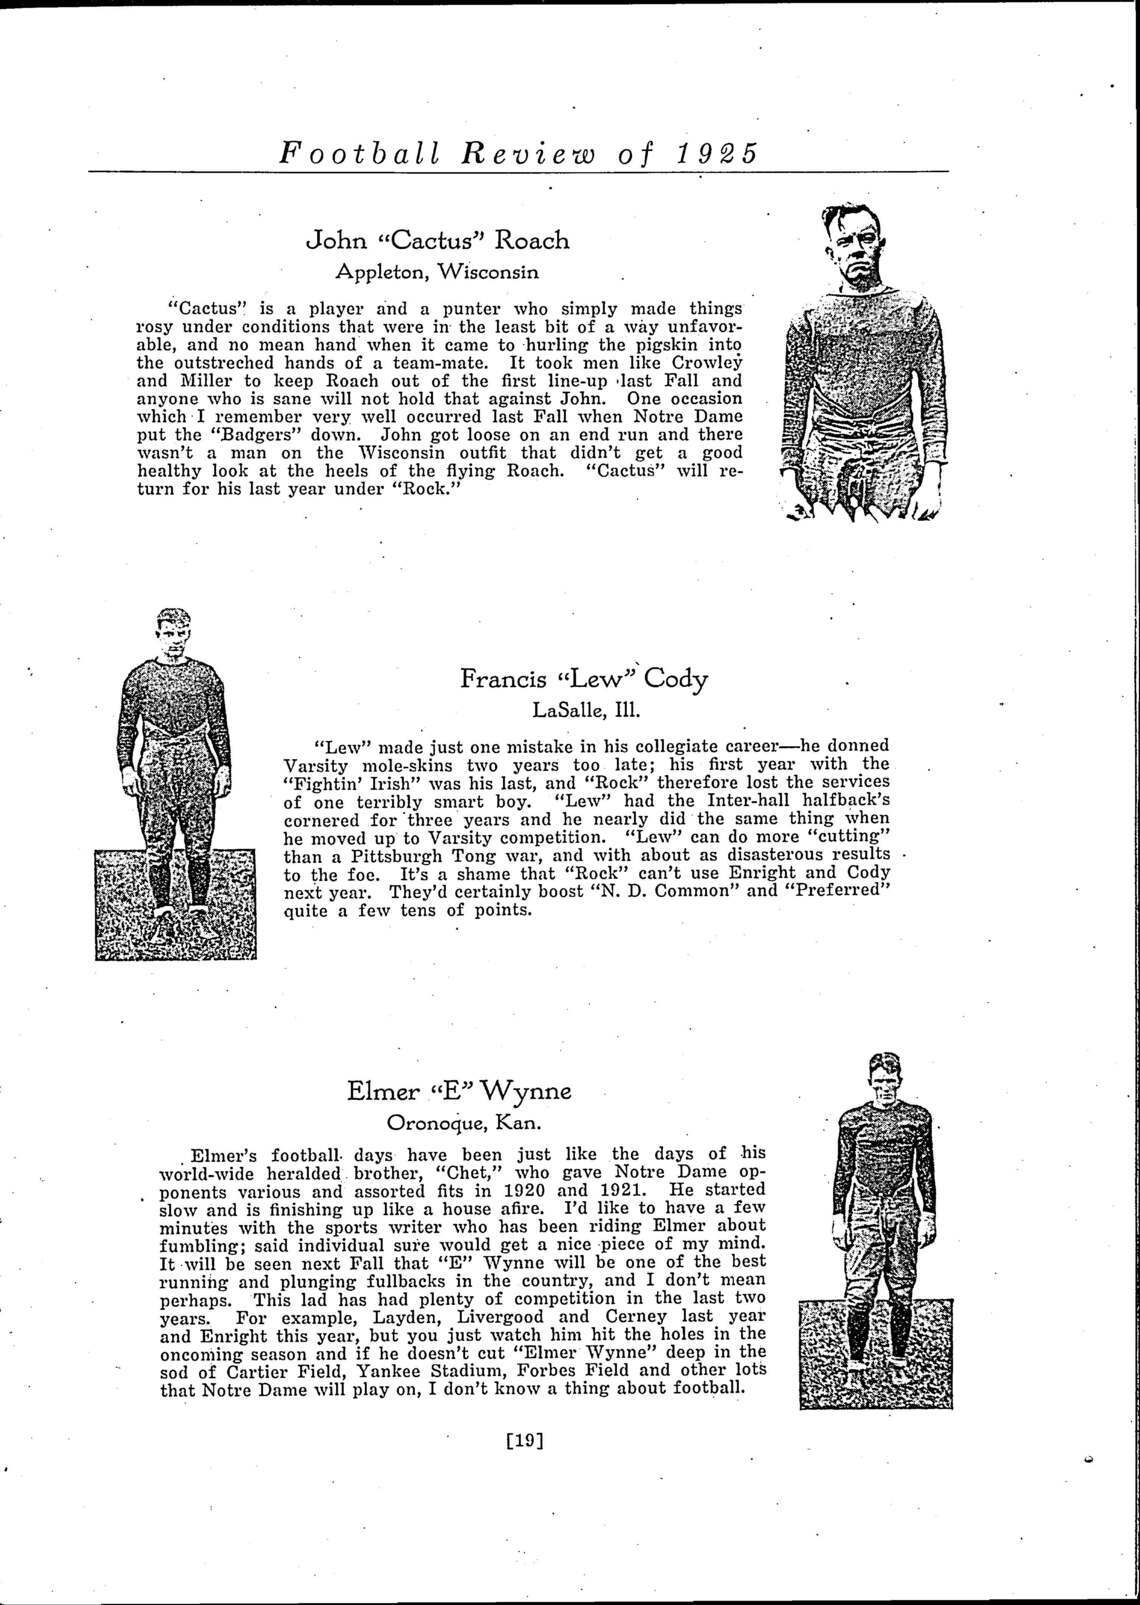 Football Review of 1925
John “Cactus” Roach
Appleton, Wisconsin
“Cactus” is a player and a punter who simply made things
rosy under conditions that were in the least bit of a way unfavor-
able, and no mean hand when it came to hurling the pigskin into
the outstreched hands of a team-mate. It took men like Crowley
and Miller to keep Roach out of the first line-up last Fall and
anyone who is sane will not hold that against John. One occasion
which I remember very well occurred last Fall when Notre Dame
put the “Badgers” down. John got loose on an end run and there
wasn’t a man on the Wisconsin outfit that didn’t get a good
healthy look at the heels of the flying Roach. “Cactus” will re-
turn for his last year under “Rock.”
Francis “Lew” Cody
LaSalle, Ill.
“Lew” made just one mistake in his collegiate career—he donned
Varsity mole-skins two years too late; his first year with the
“Fightin’ Irish” was his last, and “Rock” therefore lost the services
of one terribly smart boy. “Lew” had the Inter-hall halfback’s
cornered for three years and he nearly did the same thing when
he moved up to Varsity competition. “Lew” can do more “cutting”
than a Pittsburgh Tong war, and with about as disasterous results
to the foe. It’s a shame that “Rock” can’t use Enright and Cody
next year. They’d certainly boost “N. D. Common” and “Preferred”
quite a few tens of points.
Elmer “E” Wynne
Oronoque, Kan.
Elmer’s football days have been just like the days of his
world-wide heralded brother, “Chet,” who gave Notre Dame op-
ponents various and assorted fits in 1920 and 1921. He started
slow and is finishing up like a house afire. I’d like to have a few
minutes with the sports writer who has been riding Elmer about
fumbling; said individual sure would get a nice piece of my mind.
It will be seen next Fall that “E” Wynne will be one of the best
running and plunging fullbacks in the country, and I don’t mean
perhaps. This lad has had plenty of competition in the last two
years. For example, Layden, Livergood and Cerney last year
and Enright this year, but you just watch him hit the holes in the
oncoming season and if he doesn’t cut “Elmer Wynne” deep in the
sod of Cartier Field, Yankee Stadium, Forbes Field and other lots
that Notre Dame will play on, I don’t know a thing about football.
[19]